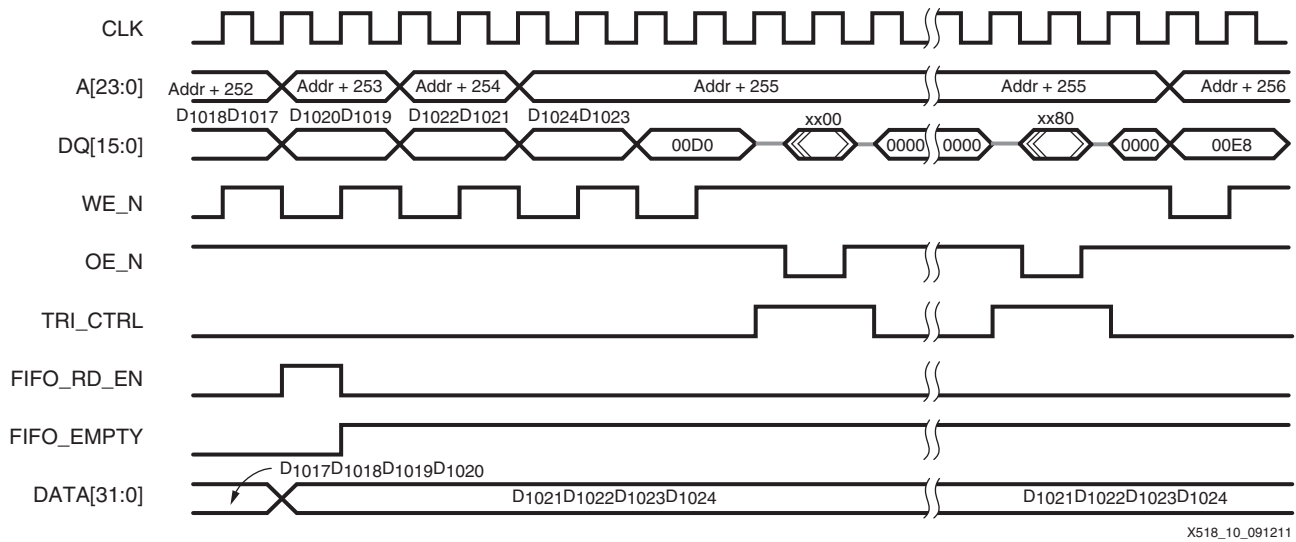 CLK
A[23:0]
Addr + 252
Addr + 253
Addr + 254
Addr + 255
Addr + 255
Addr + 256
D1018D1017
D1020D1019
D1022D1021
D1024D1023
xx00
xx80
DQ[15:0]
00D0
0000
0000
0000
00E8
WE_N
OE_N
TRI_CTRL
FIFO_RD_EN
FIFO_EMPTY
D1017D1018D1019D1020
DATA[31:0]
D1021D1022D1023D1024
D1021D1022D1023D1024
X518_10_091211